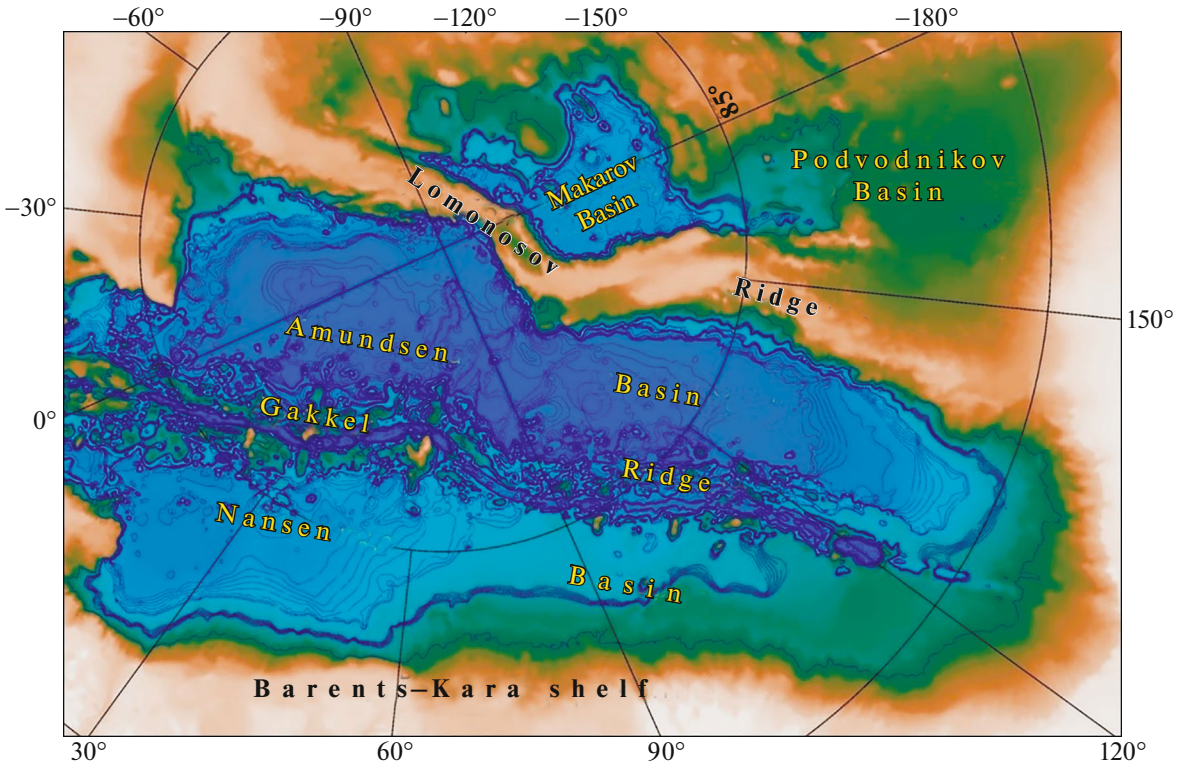 −60° −90° −120° −150° −180°
85°
Podvodnikov
Basin
Makarov
Basin
Lomonosov
−30°
Ridge
150°
Amundsen
Basin
Gakkel
0°
Ridge
Nansen
Basin
Barents–Kara shelf
30° 60° 90° 120°